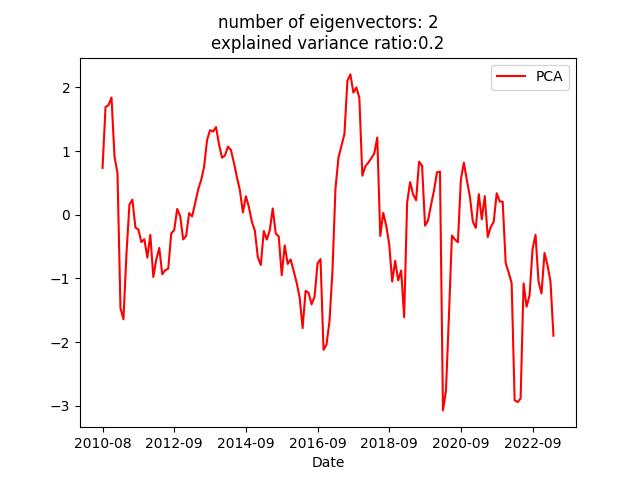 number of eigenvectors: 2
explained variance ratio:0.2
PCA
2
1
0
−1
−2
−3
2010-08 2012-09 2014-09 2016-09 2018-09 2020-09 2022-09
Date